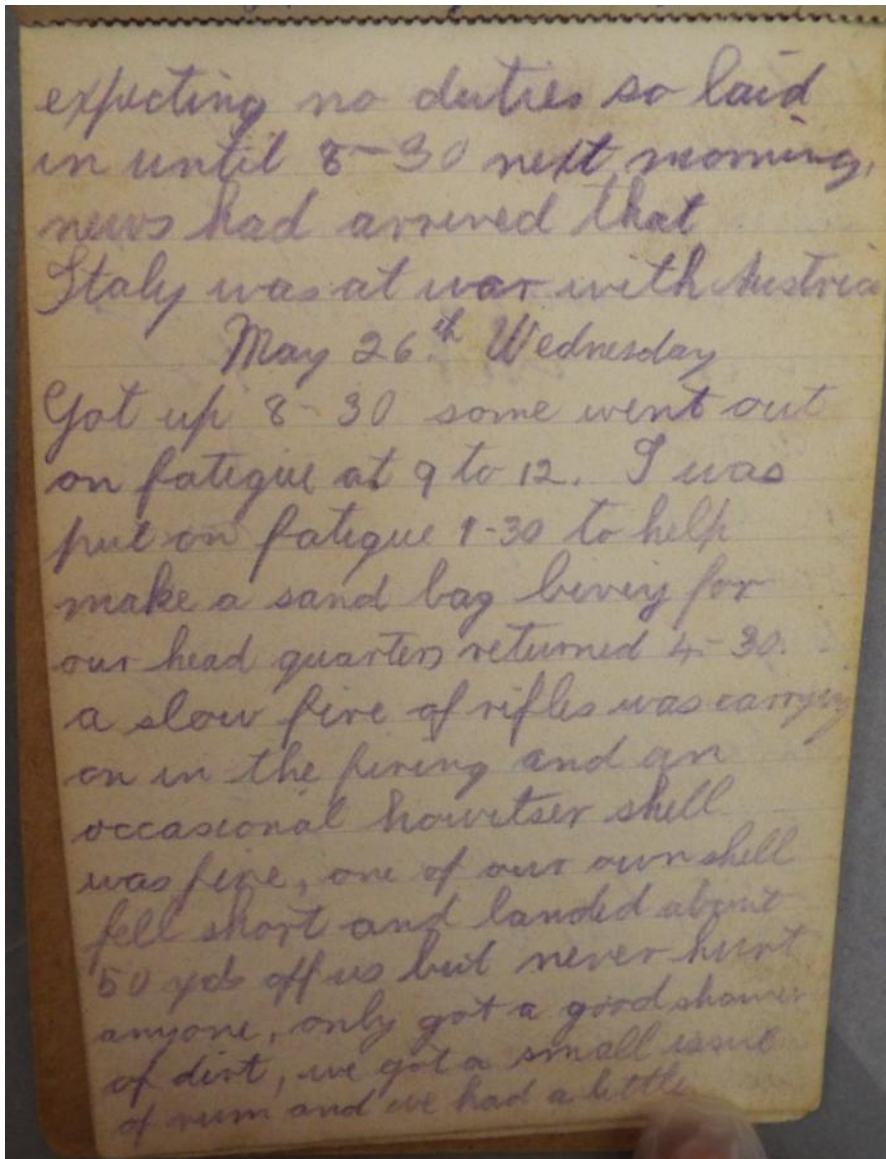 expecting no duties so laid
in until 8-30 next morning,
news had arrived that
Italy was at war with Austria
May 26th Wednesday
Got up 8-30 some went out
on fatigue at 9 to 12. I was
put on fatigue 1-30 to help
make a sand bag bivvy for
our head quarters returned 4-30.
a slow fire of rifles was carrying
on in the firing and an
occasional howitser shell
was fire, one of our own shell
fell short and landed about
50 yds off us but never hurt
anyone, only got a good shower
of dirt, we got a small issue
of rum and we had a little